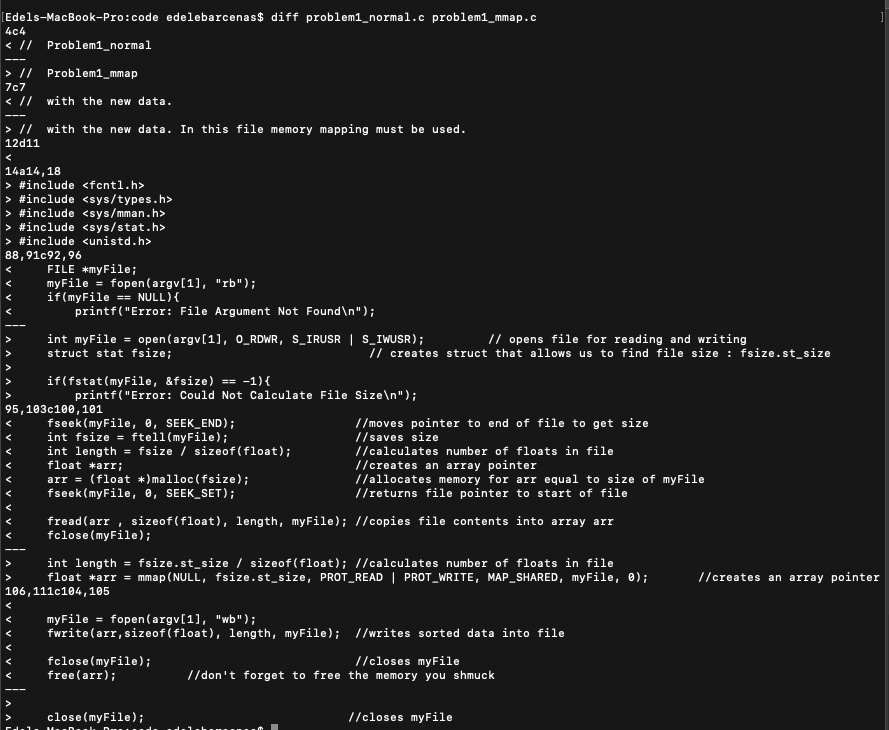 [Edels-MacBook-Pro:code edelebarcenas$ diff problem1_normal.c problem1_mmap.c ]
4c4
< //  Problem1_normal
---
> //  Problem1_mmap
7c7
< //  with the new data.
---
> //  with the new data. In this file memory mapping must be used.
12d11
<
14a14,18
> #include <fcntl.h>
> #include <sys/types.h>
> #include <sys/mman.h>
> #include <sys/stat.h>
> #include <unistd.h>
88,91c92,96
<     FILE *myFile;
<     myFile = fopen(argv[1], "rb");
<     if(myFile == NULL){
<         printf("Error: File Argument Not Found\n");
---
>     int myFile = open(argv[1], O_RDWR, S_IRUSR | S_IWUSR);         // opens file for reading and writing
>     struct stat fsize;                            // creates struct that allows us to find file size : fsize.st_size
>
>     if(fstat(myFile, &fsize) == -1){
>         printf("Error: Could Not Calculate File Size\n");
95,103c100,101
<     fseek(myFile, 0, SEEK_END);                 //moves pointer to end of file to get size
<     int fsize = ftell(myFile);                  //saves size
<     int length = fsize / sizeof(float);         //calculates number of floats in file
<     float *arr;                                 //creates an array pointer
<     arr = (float *)malloc(fsize);               //allocates memory for arr equal to size of myFile
<     fseek(myFile, 0, SEEK_SET);                 //returns file pointer to start of file
<
<     fread(arr , sizeof(float), length, myFile); //copies file contents into array arr
<     fclose(myFile);
---
>     int length = fsize.st_size / sizeof(float); //calculates number of floats in file
>     float *arr = mmap(NULL, fsize.st_size, PROT_READ | PROT_WRITE, MAP_SHARED, myFile, 0);       //creates an array pointer
106,111c104,105
<
<     myFile = fopen(argv[1], "wb");
<     fwrite(arr,sizeof(float), length, myFile);  //writes sorted data into file
<
<     fclose(myFile);                             //closes myFile
<     free(arr);          //don't forget to free the memory you shmuck
---
>
>     close(myFile);                             //closes myFile
Edels-MacBook-Pro:code edelebarcenas$